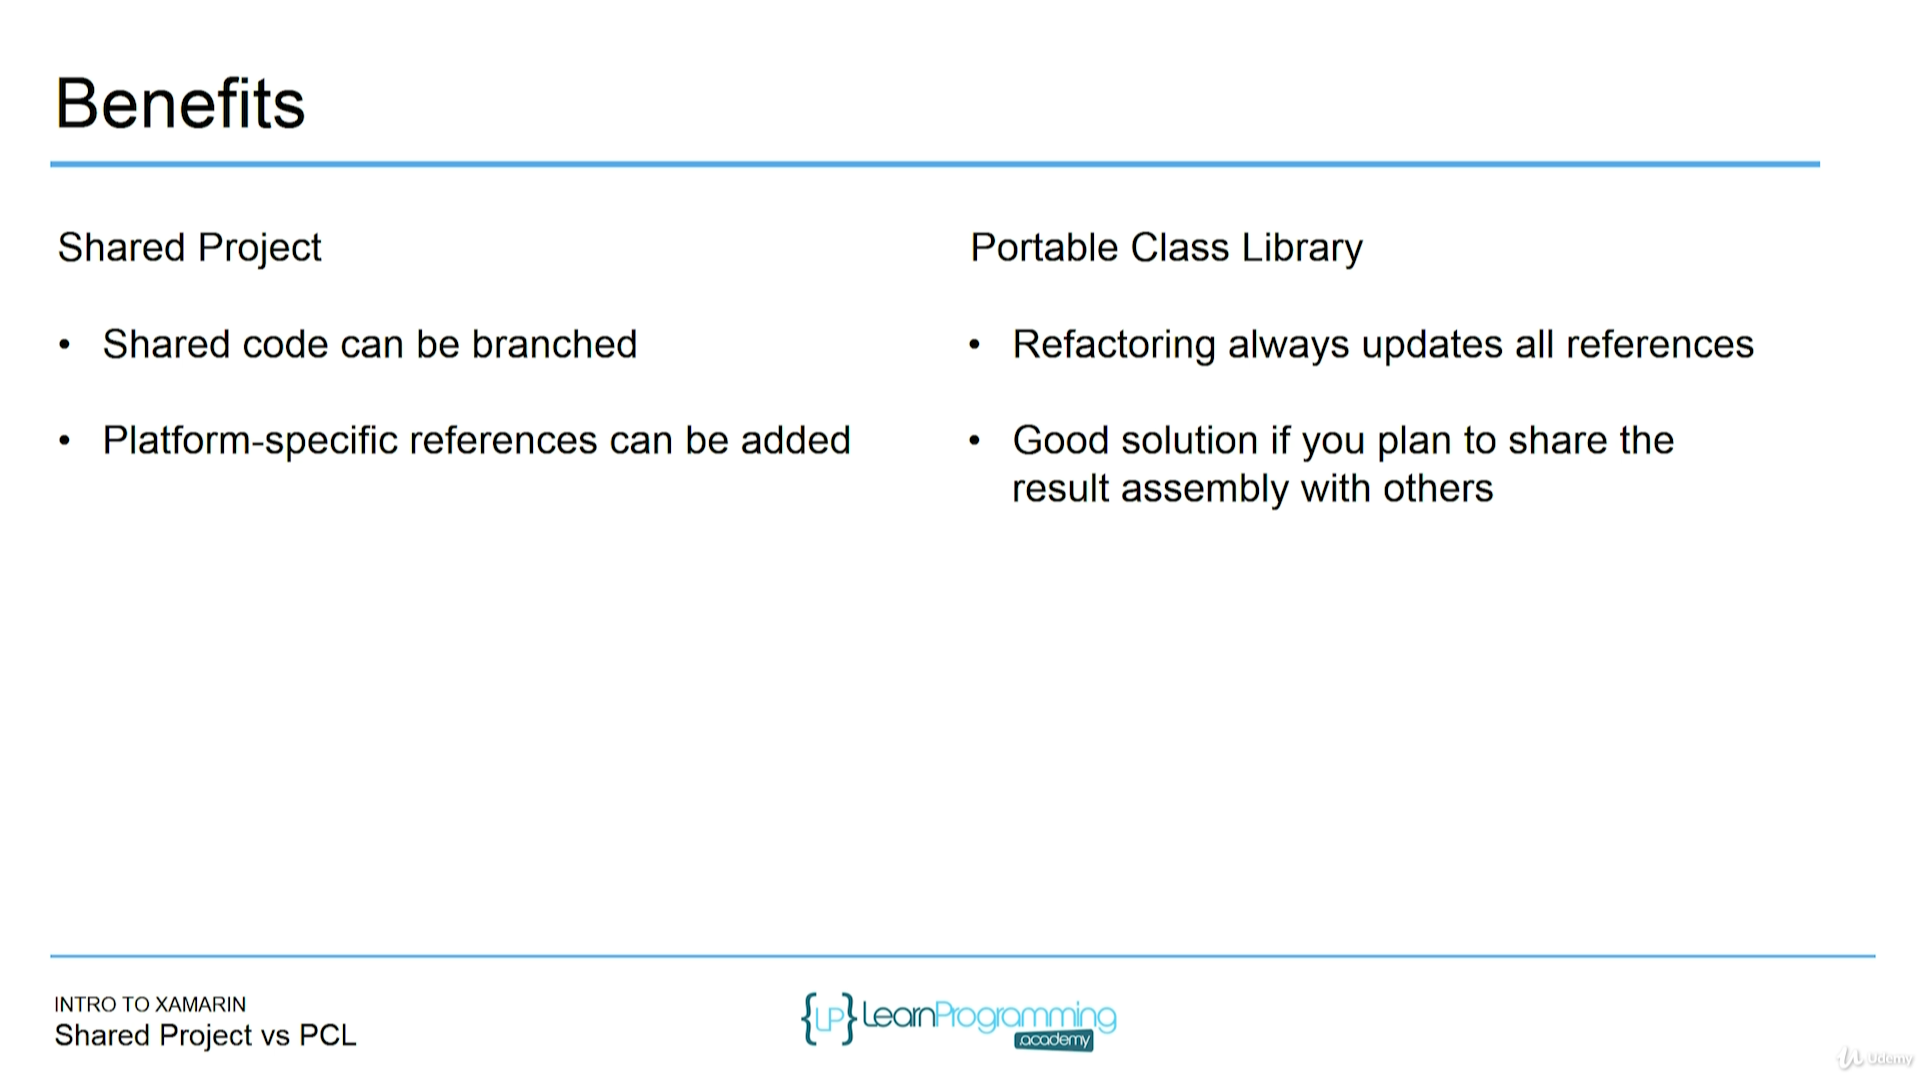 Benefits
Shared Project
• Shared code can be branched
• Platform-specific references can be added
Portable Class Library
• Refactoring always updates all references
• Good solution if you plan to share the
result assembly with others
INTRO TO XAMARIN
Shared Project vs PCL
{LP} LearnProgramming
academy
Udemy